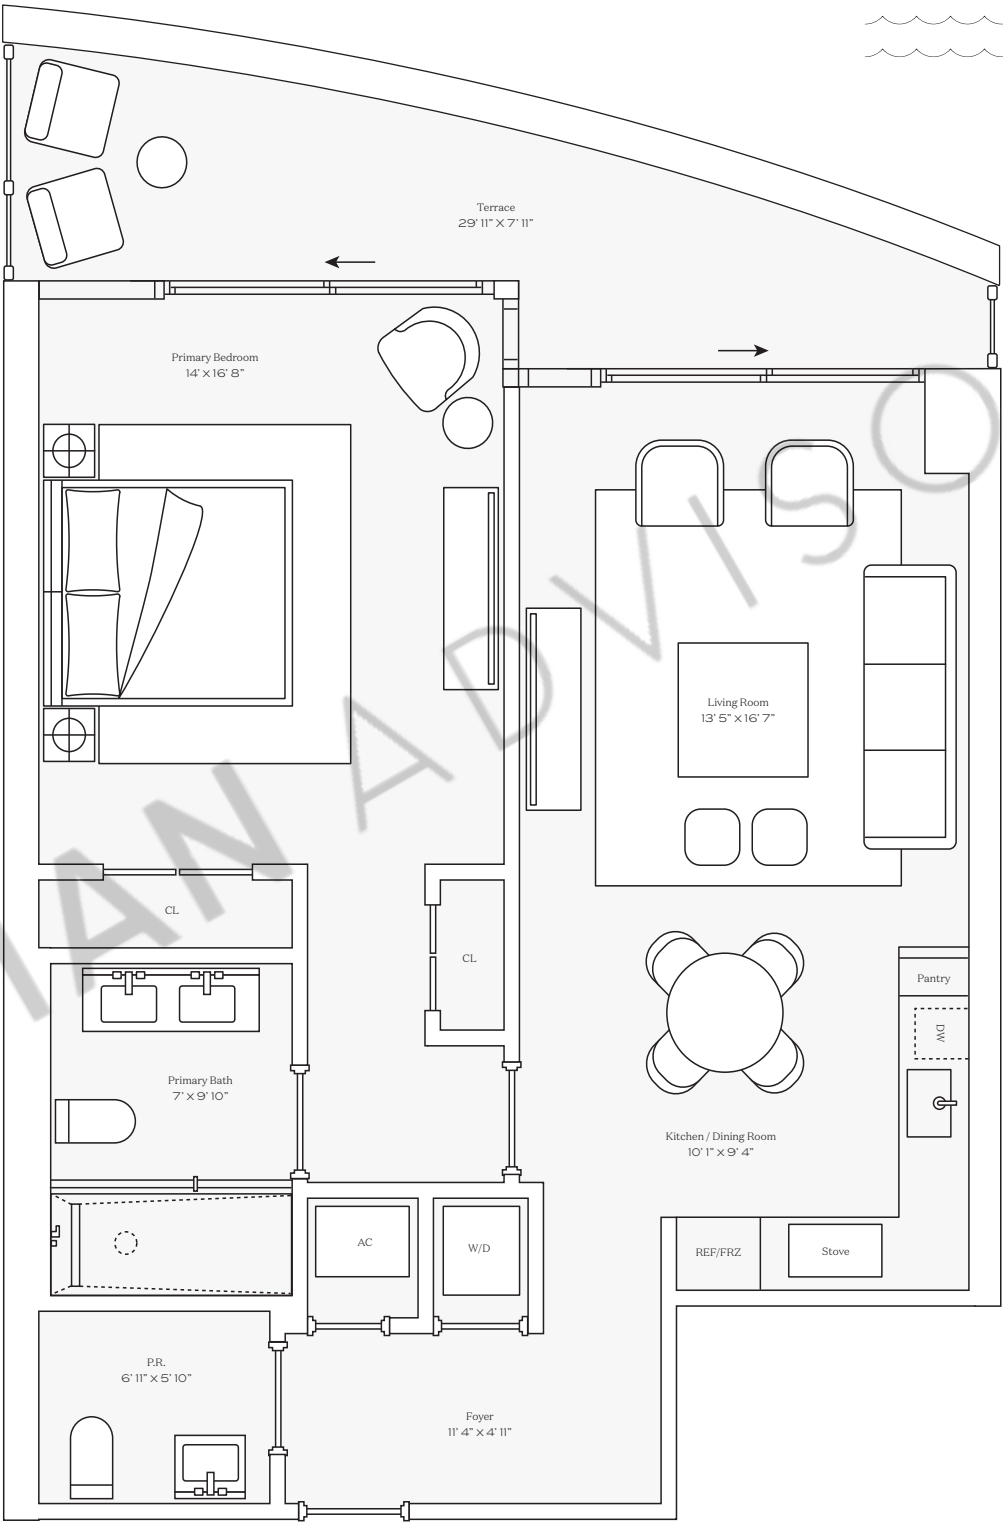 Terrace
29' 11" X 7' 11"
Primary Bedroom
14' X 16' 8"
Living Room
13' 5" X 16' 7"
CL
CL
Pantry
DW
Primary Bath
7' X 9' 10"
Kitchen / Dining Room
10' 1" X 9' 4"
AC
W/D
REF/FRZ
Stove
P.R.
6' 11" X 5' 10"
Foyer
11' 4" X 4' 11"
IAN ADVISO